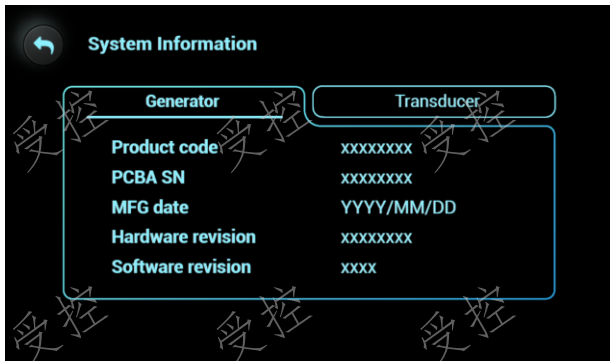 System Information
Generator
Transducer
Product code xxxxxxxx
PCBA SN xxxxxxxx
MFG date YYYY/MM/DD
Hardware revision xxxxxxxx
Software revision xxxx
受控
受控
受控
受控
受控
受控